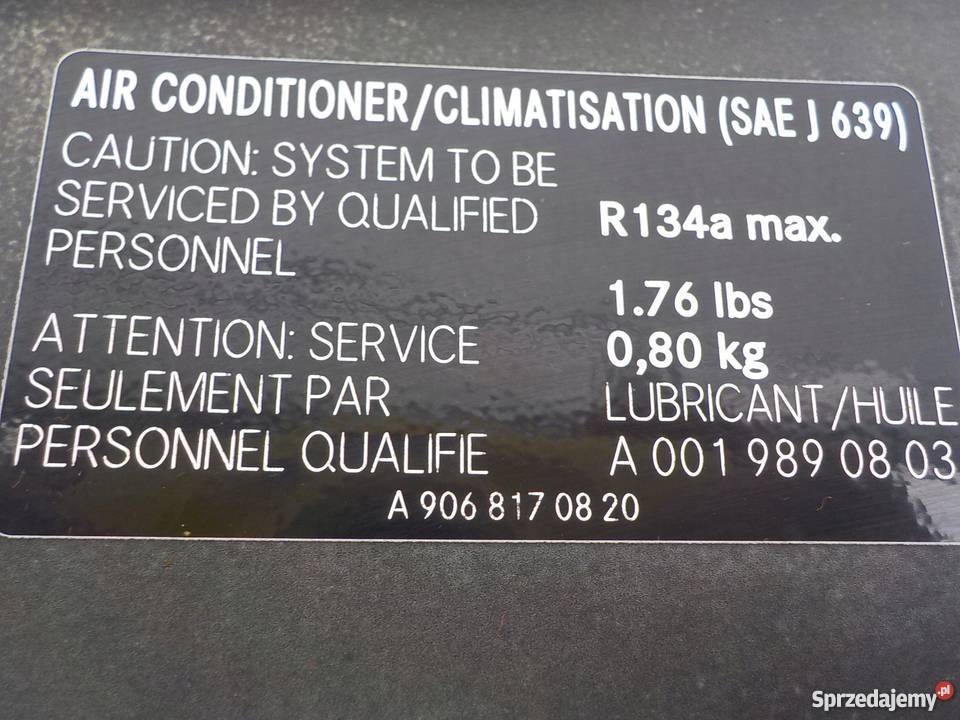 AIR CONDITIONER/CLIMATISATION (SAE J 639)
CAUTION: SYSTEM TO BE
SERVICED BY QUALIFIED
PERSONNEL
R134a max.
1.76 lbs
0,80 kg
ATTENTION: SERVICE
SEULEMENT PAR
PERSONNEL QUALIFIE
LUBRICANT/HUILE
A 001 989 08 03
A 906 817 08 20
Sprzedajemy.pl